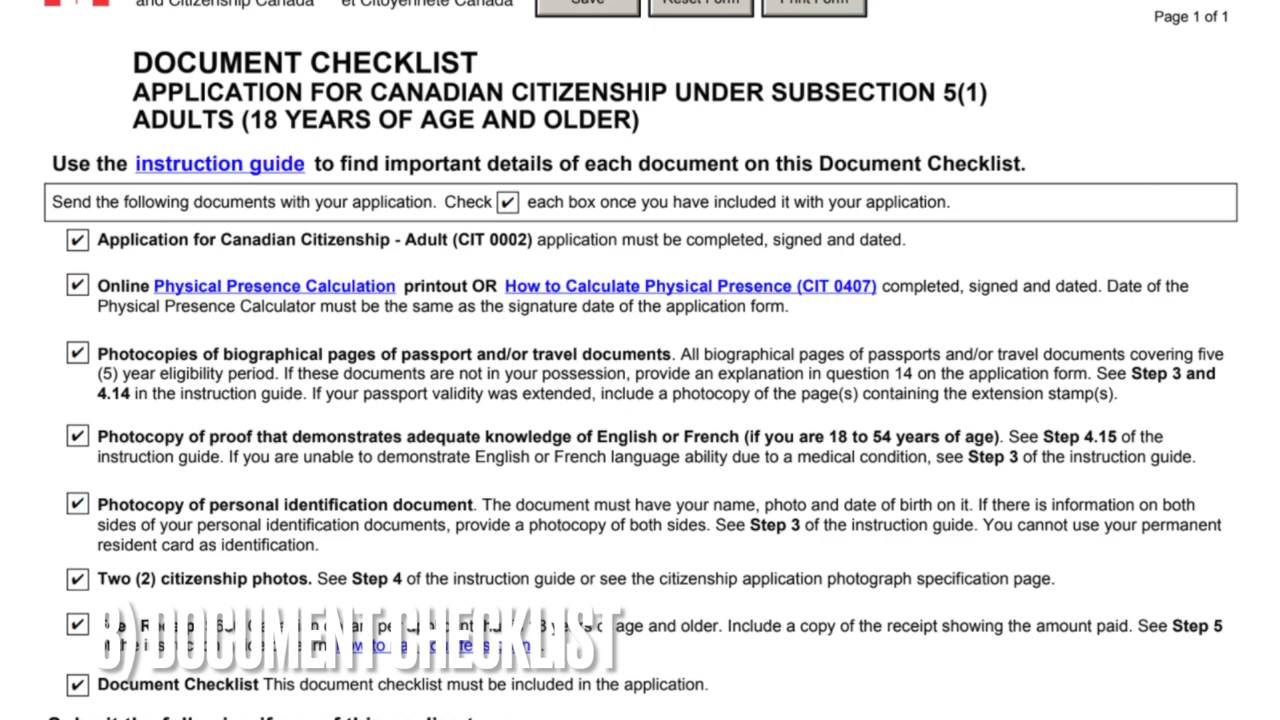 and Citizenship Canada et Citoyenneté Canada Save Reset Form Print Form
Page 1 of 1
DOCUMENT CHECKLIST
APPLICATION FOR CANADIAN CITIZENSHIP UNDER SUBSECTION 5(1)
ADULTS (18 YEARS OF AGE AND OLDER)
Use the instruction guide to find important details of each document on this Document Checklist.
Send the following documents with your application. Check ✔ each box once you have included it with your application.
✔ Application for Canadian Citizenship - Adult (CIT 0002) application must be completed, signed and dated.
✔ Online Physical Presence Calculation printout OR How to Calculate Physical Presence (CIT 0407) completed, signed and dated. Date of the
Physical Presence Calculator must be the same as the signature date of the application form.
✔ Photocopies of biographical pages of passport and/or travel documents. All biographical pages of passports and/or travel documents covering five
(5) year eligibility period. If these documents are not in your possession, provide an explanation in question 14 on the application form. See Step 3 and
4.14 in the instruction guide. If your passport validity was extended, include a photocopy of the page(s) containing the extension stamp(s).
✔ Photocopy of proof that demonstrates adequate knowledge of English or French (if you are 18 to 54 years of age). See Step 4.15 of the
instruction guide. If you are unable to demonstrate English or French language ability due to a medical condition, see Step 3 of the instruction guide.
✔ Photocopy of personal identification document. The document must have your name, photo and date of birth on it. If there is information on both
sides of your personal identification documents, provide a photocopy of both sides. See Step 3 of the instruction guide. You cannot use your permanent
resident card as identification.
✔ Two (2) citizenship photos. See Step 4 of the instruction guide or see the citizenship application photograph specification page.
✔ age and older. Include a copy of the receipt showing the amount paid. See Step 5
3) DOCUMENT CHECKLIST
✔ Document Checklist This document checklist must be included in the application.